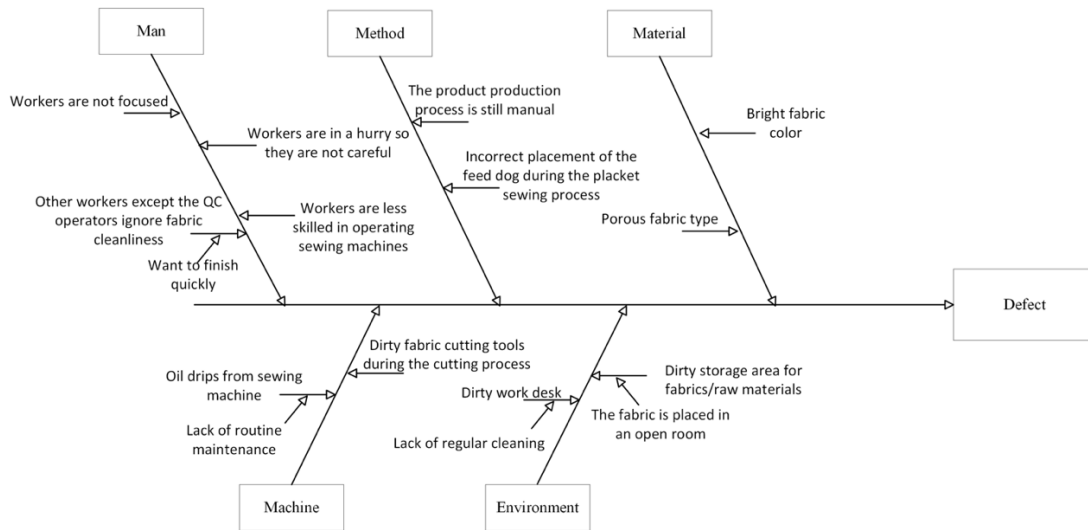 Man
Method
Material
Workers are not focused
Workers are in a hurry so
they are not careful
Other workers except the QC
operators ignore fabric
cleanliness
Want to finish
quickly
Workers are less
skilled in operating
sewing machines
The product production
process is still manual
Incorrect placement of the
feed dog during the placket
sewing process
Bright fabric
color
Porous fabric type
Defect
Dirty fabric cutting tools
during the cutting process
Oil drips from sewing
machine
Lack of routine
maintenance
Dirty work desk
Lack of regular cleaning
Dirty storage area for
fabrics/raw materials
The fabric is placed in
an open room
Machine
Environment